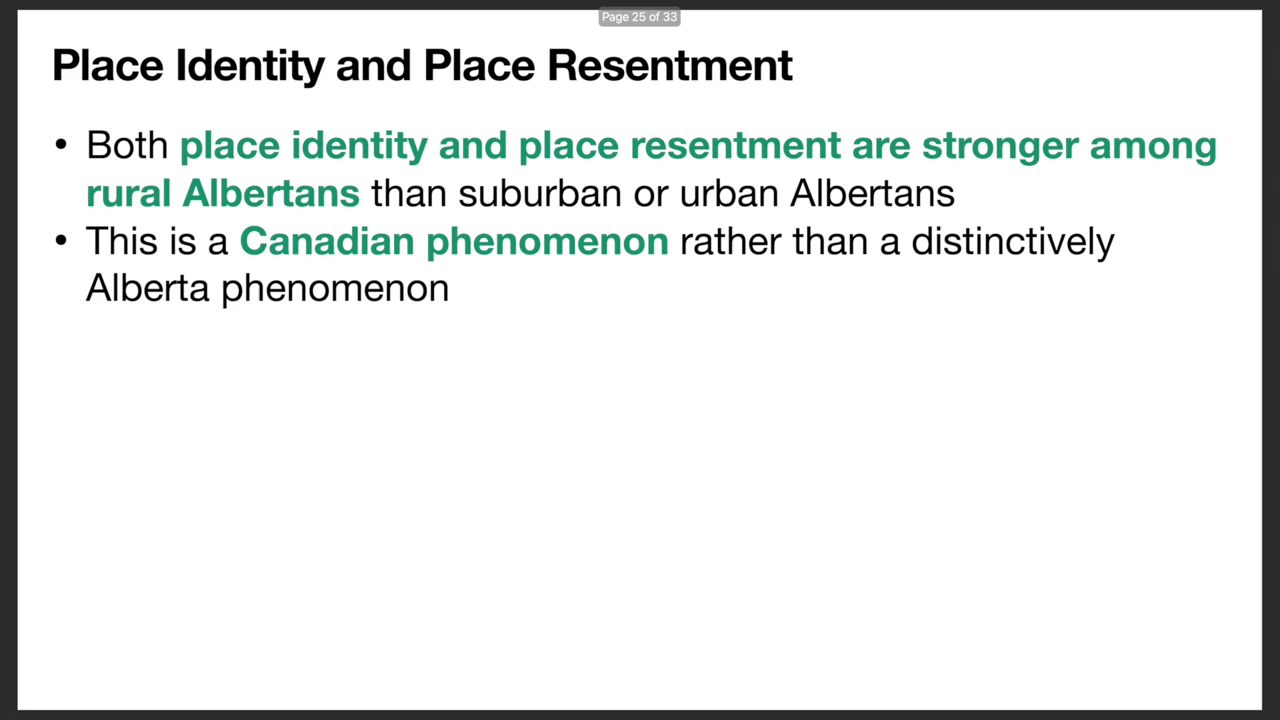 Page 25 of 33
Place Identity and Place Resentment
• Both place identity and place resentment are stronger among
rural Albertans than suburban or urban Albertans
• This is a Canadian phenomenon rather than a distinctively
Alberta phenomenon